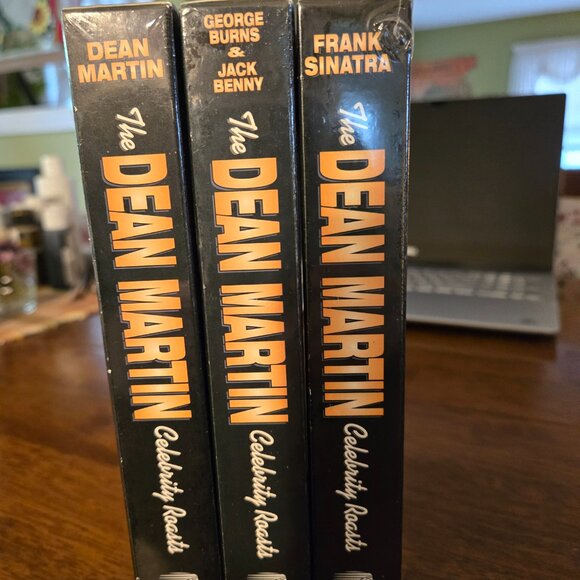 DEAN
MARTIN
The
DEAN MARTIN
Celebrity Roasts
GEORGE
BURNS
&
JACK
BENNY
The
DEAN MARTIN
Celebrity Roasts
FRANK
SINATRA
The
DEAN MARTIN
Celebrity Roasts